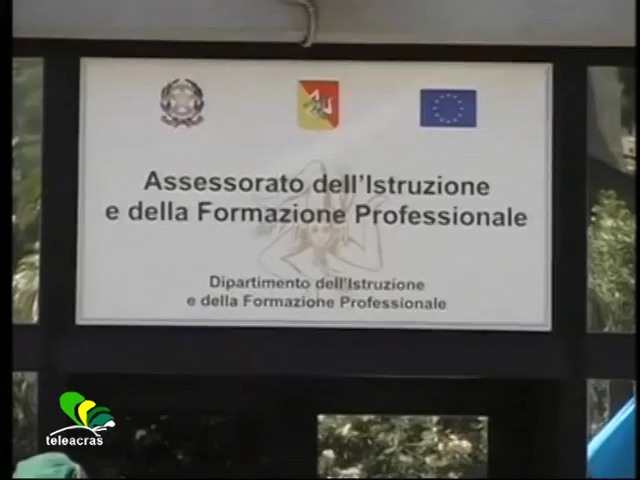 Assessorato dell'Istruzione
e della Formazione Professionale
Dipartimento dell'Istruzione
e della Formazione Professionale
teleacras